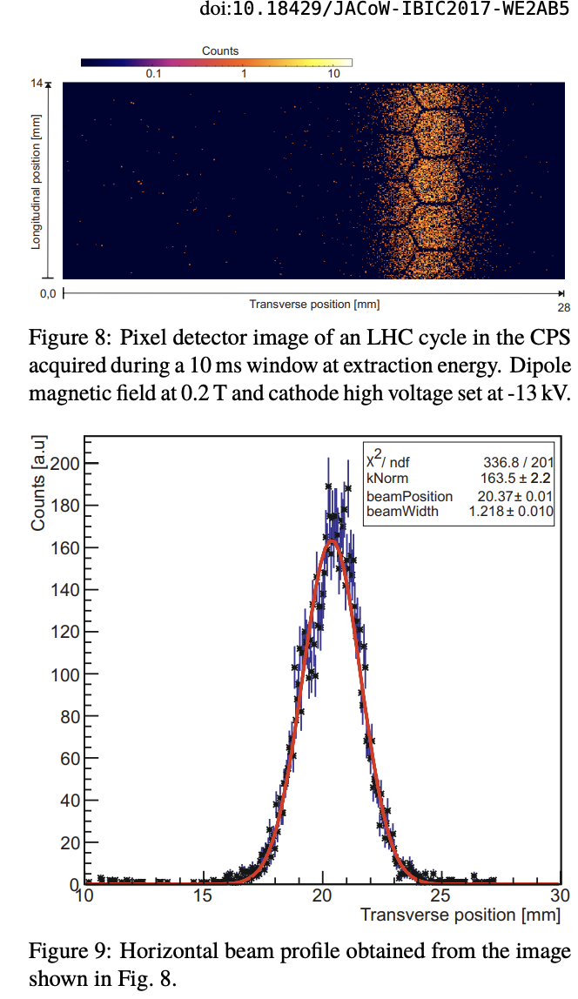 doi:10.18429/JACoW-IBIC2017-WE2AB5
Counts
0.1 1 10
14
Longitudinal position [mm]
0,0
Transverse position [mm]
28
Figure 8: Pixel detector image of an LHC cycle in the CPS
acquired during a 10 ms window at extraction energy. Dipole
magnetic field at 0.2 T and cathode high voltage set at -13 kV.
Counts [a.u]
200
180
160
140
120
100
80
60
40
20
0
χ2/ ndf 336.8 / 201
kNorm 163.5 ± 2.2
beamPosition 20.37± 0.01
beamWidth 1.218 ± 0.010
10 15 20 25 30
Transverse position [mm]
Figure 9: Horizontal beam profile obtained from the image
shown in Fig. 8.